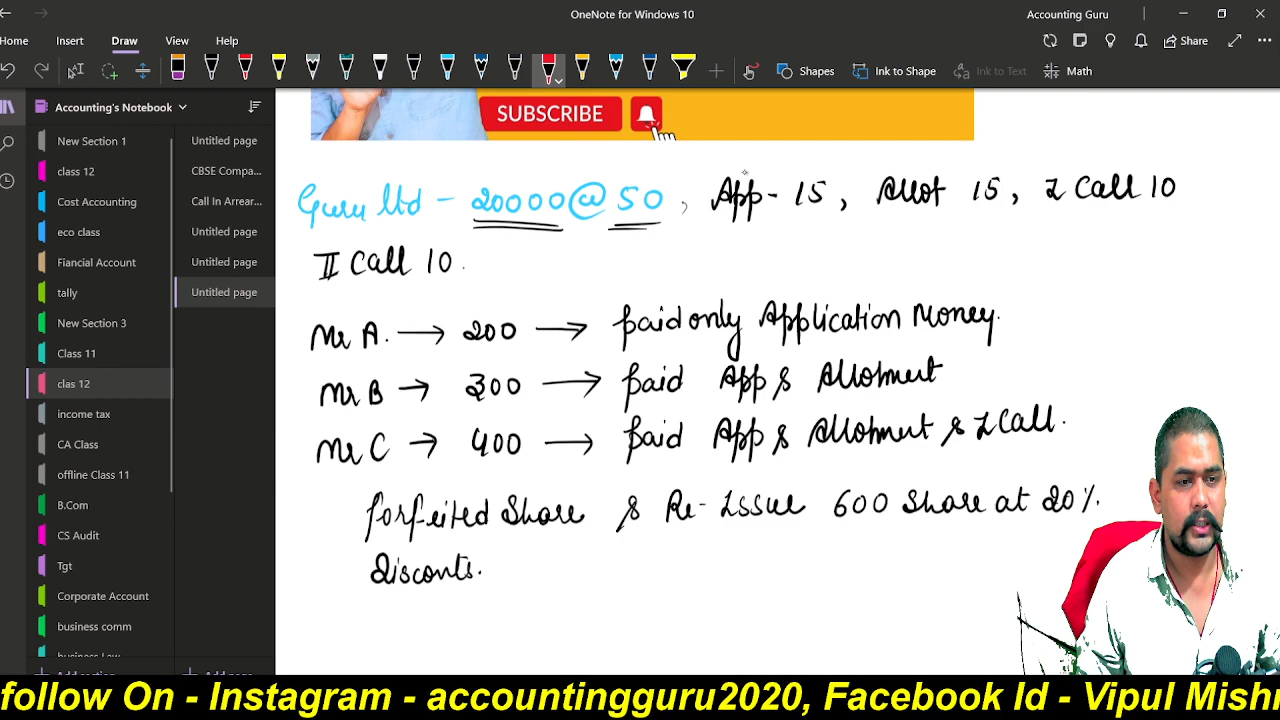 OneNote for Windows 10
Accounting Guru
Home Insert Draw View Help
Share
Shapes Ink to Shape Ink to Text Math
Accounting's Notebook
New Section 1
class 12
Cost Accounting
eco class
Fiancial Account
tally
New Section 3
Class 11
clas 12
income tax
CA Class
offline Class 11
B.Com
CS Audit
Tgt
Corporate Account
business comm
business Law
Untitled page
CBSE Compa...
Call In Arrear...
Untitled page
Untitled page
Untitled page
SUBSCRIBE
Guru ltd - 20000@50, App - 15, Allot 15, I Call 10
II Call 10.
Mr A. → 200 → paid only Application Money.
Mr B → 300 → paid App & Allotment
Mr C → 400 → paid App & Allotment & I Call.
forfeited Share & Re-Issue 600 Share at 20%
Disconts.
follow On - Instagram - accountingguru2020, Facebook Id - Vipul Mishr